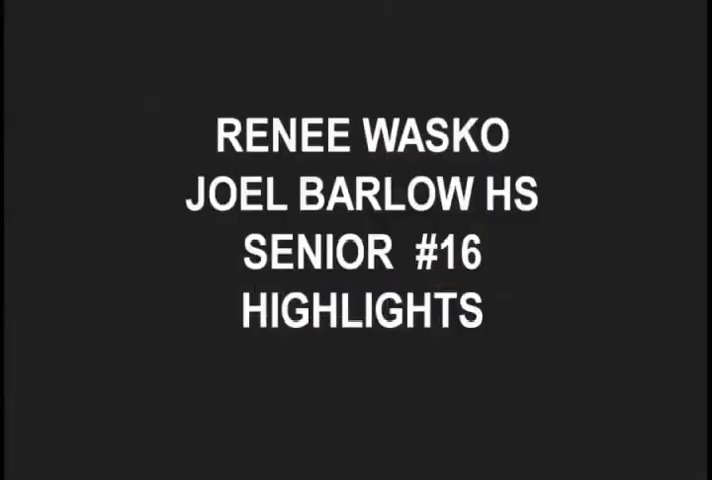 RENEE WASKO
JOEL BARLOW HS
SENIOR #16
HIGHLIGHTS